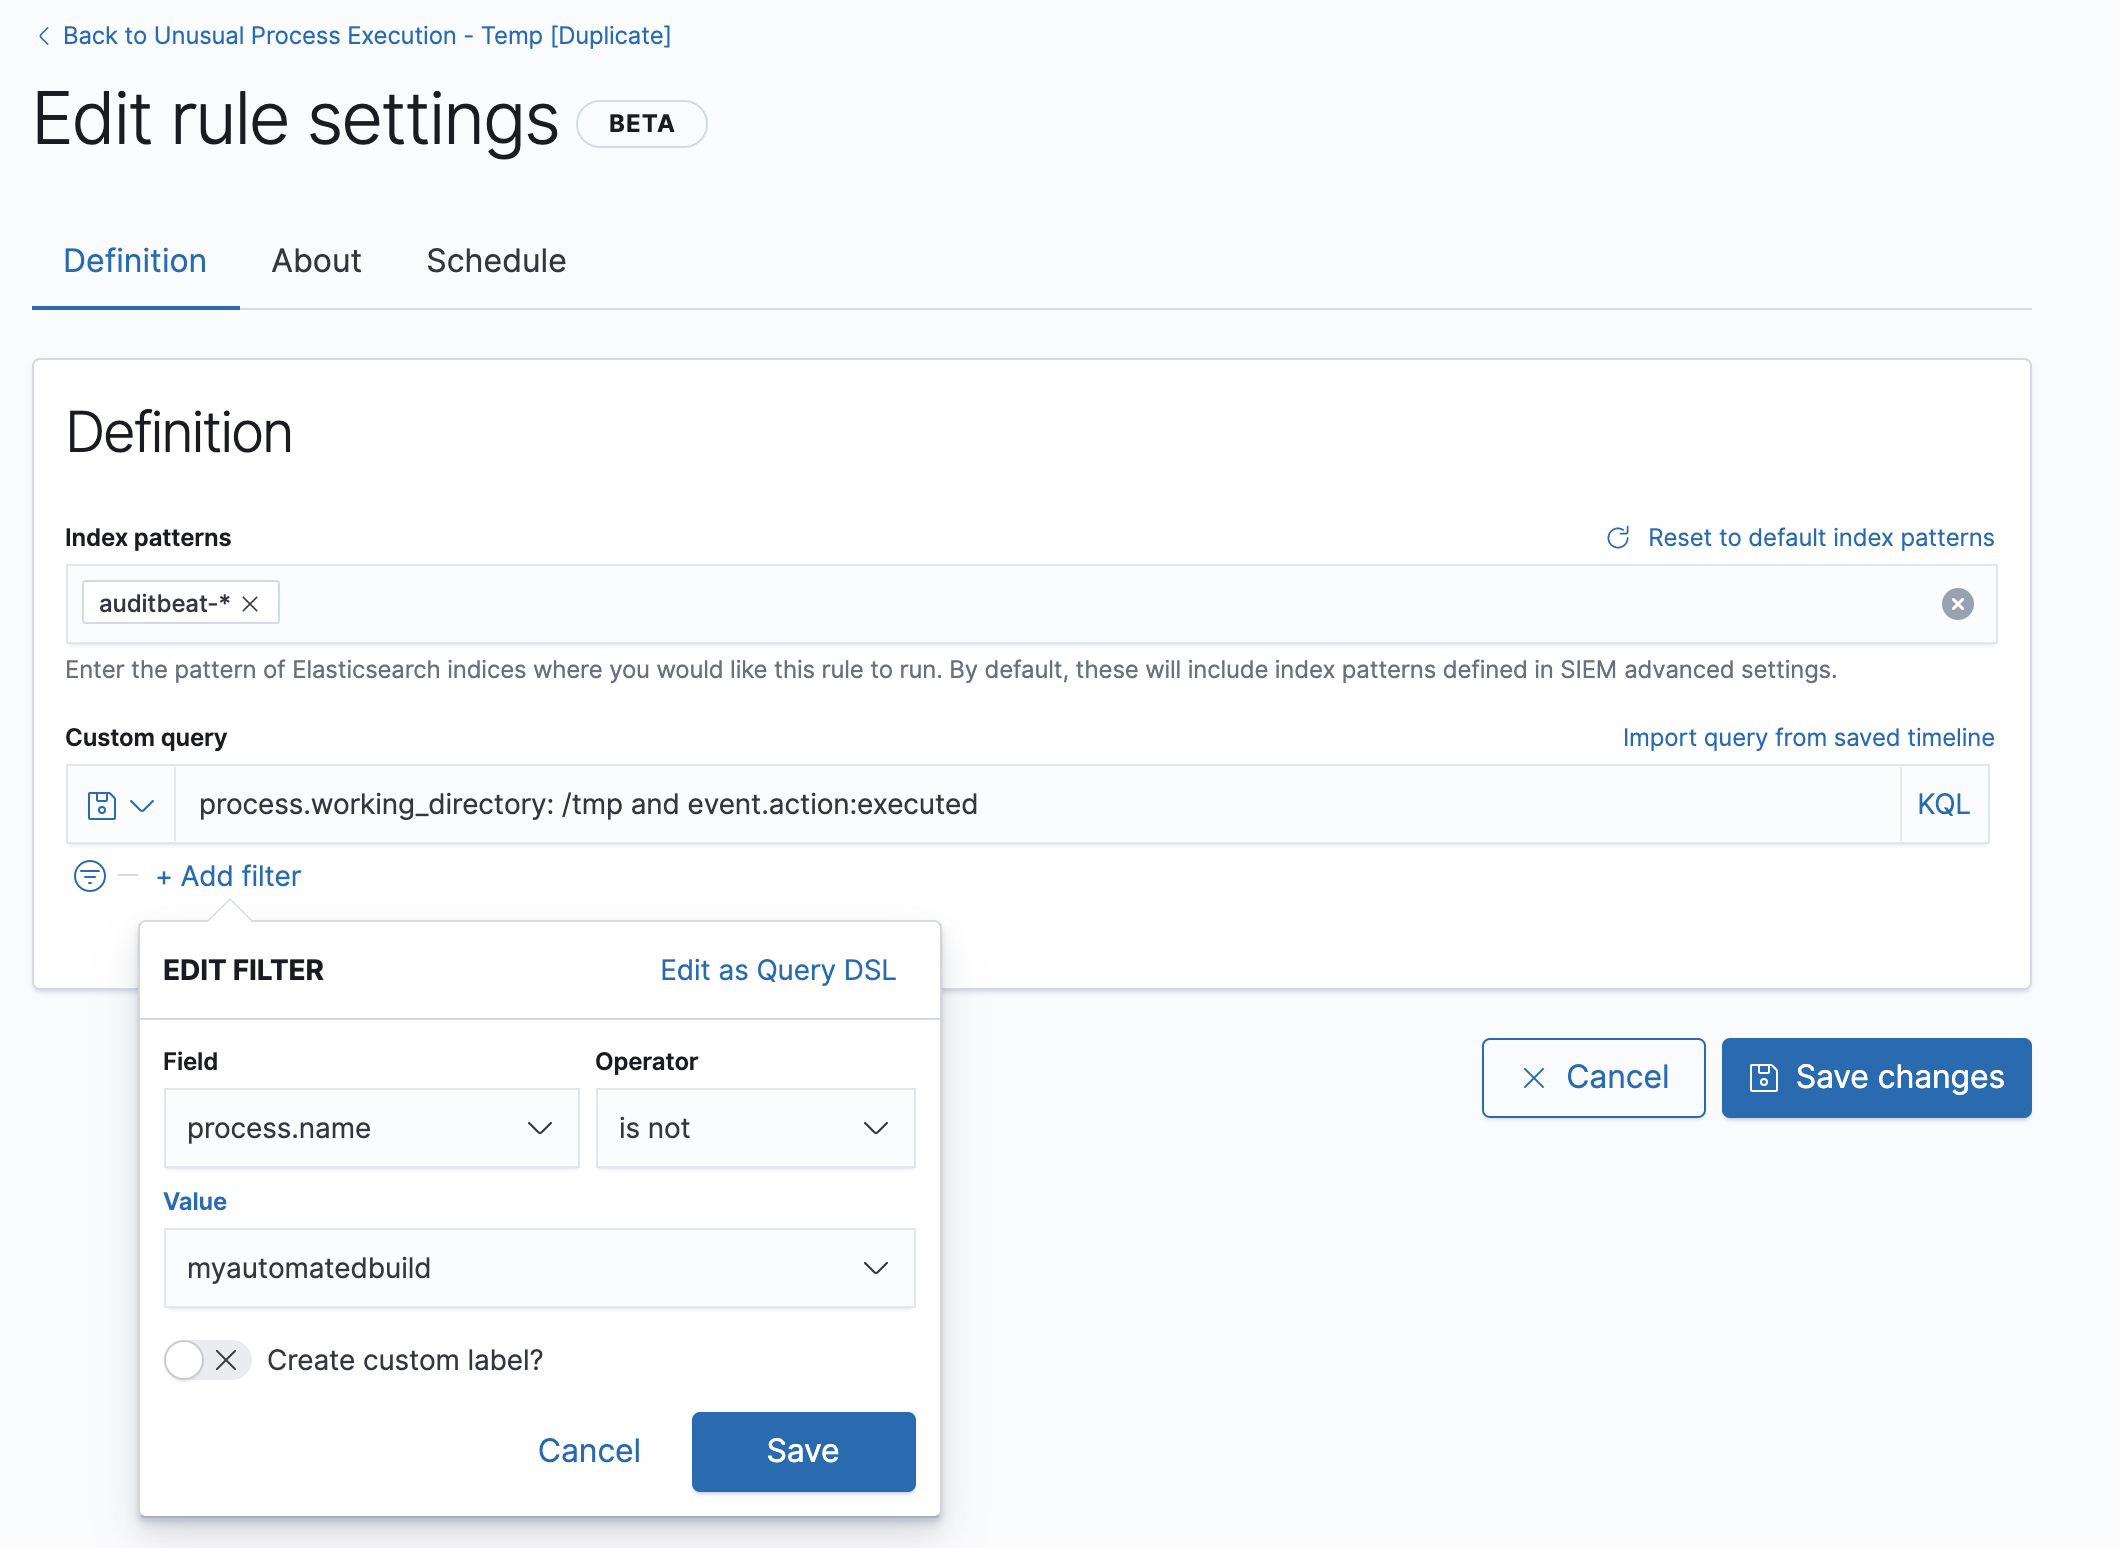 Back to Unusual Process Execution - Temp [Duplicate]
Edit rule settings BETA
Definition About Schedule
Definition
Index patterns Reset to default index patterns
auditbeat-*
Enter the pattern of Elasticsearch indices where you would like this rule to run. By default, these will include index patterns defined in SIEM advanced settings.
Custom query Import query from saved timeline
process.working_directory: /tmp and event.action:executed KQL
+ Add filter
EDIT FILTER Edit as Query DSL
Field Operator
process.name is not
Value
myautomatedbuild
Create custom label?
Cancel Save
Cancel Save changes